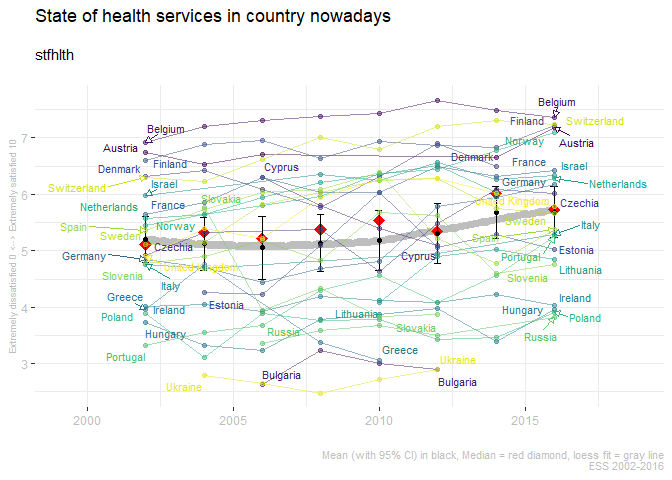 State of health services in country nowadays
stfhlth
Extremely dissatisfied 0 <--> Extremely satisfied 10
7
6
5
4
3
Belgium
Austria
Finland
Denmark
Switzerland
Israel
Netherlands
France
Spain
Norway
Sweden
Czechia
Germany
United Kingdom
Slovenia
Italy
Greece
Ireland
Estonia
Poland
Hungary
Portugal
Ukraine
Slovakia
Cyprus
Russia
Bulgaria
Lithuania
Slovakia
Greece
Cyprus
Ukraine
Bulgaria
Belgium
Finland
Switzerland
Norway
Austria
Denmark
France
Israel
Germany
Netherlands
United Kingdom
Czechia
Sweden
Italy
Spain
Estonia
Portugal
Lithuania
Slovenia
Ireland
Hungary
Poland
Russia
2000
2005
2010
2015
Mean (with 95% CI) in black, Median = red diamond, loess fit = gray line
ESS 2002-2016